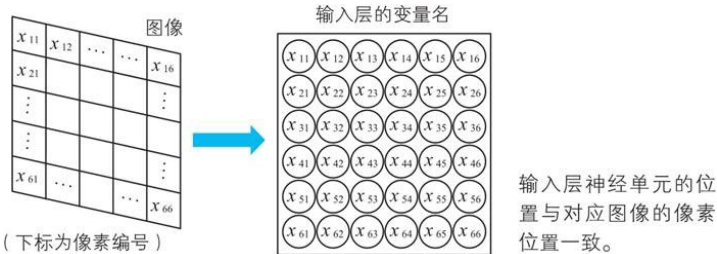 图像
x11 x12 … … x16
x21
⋮ ⋮
⋮ ⋮
x61 … … x66
(下标为像素编号)
输入层的变量名
x11 x12 x13 x14 x15 x16
x21 x22 x23 x24 x25 x26
x31 x32 x33 x34 x35 x36
x41 x42 x43 x44 x45 x46
x51 x52 x53 x54 x55 x56
x61 x62 x63 x64 x65 x66
输入层神经单元的位
置与对应图像的像素
位置一致。